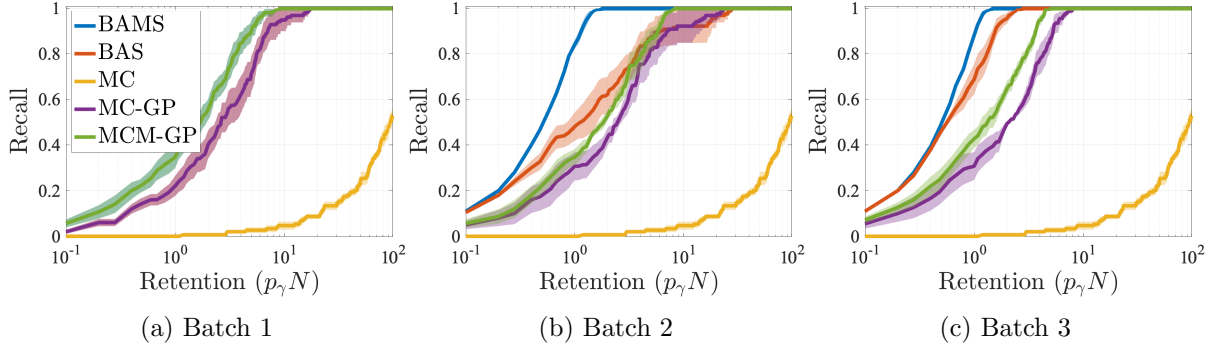 BAMS
BAS
MC
MC-GP
MCM-GP
Recall
1
0.8
0.6
0.4
0.2
0
10^-1
10^0
10^1
10^2
Retention (p_γ N)
(a) Batch 1
Recall
1
0.8
0.6
0.4
0.2
0
10^-1
10^0
10^1
10^2
Retention (p_γ N)
(b) Batch 2
Recall
1
0.8
0.6
0.4
0.2
0
10^-1
10^0
10^1
10^2
Retention (p_γ N)
(c) Batch 3